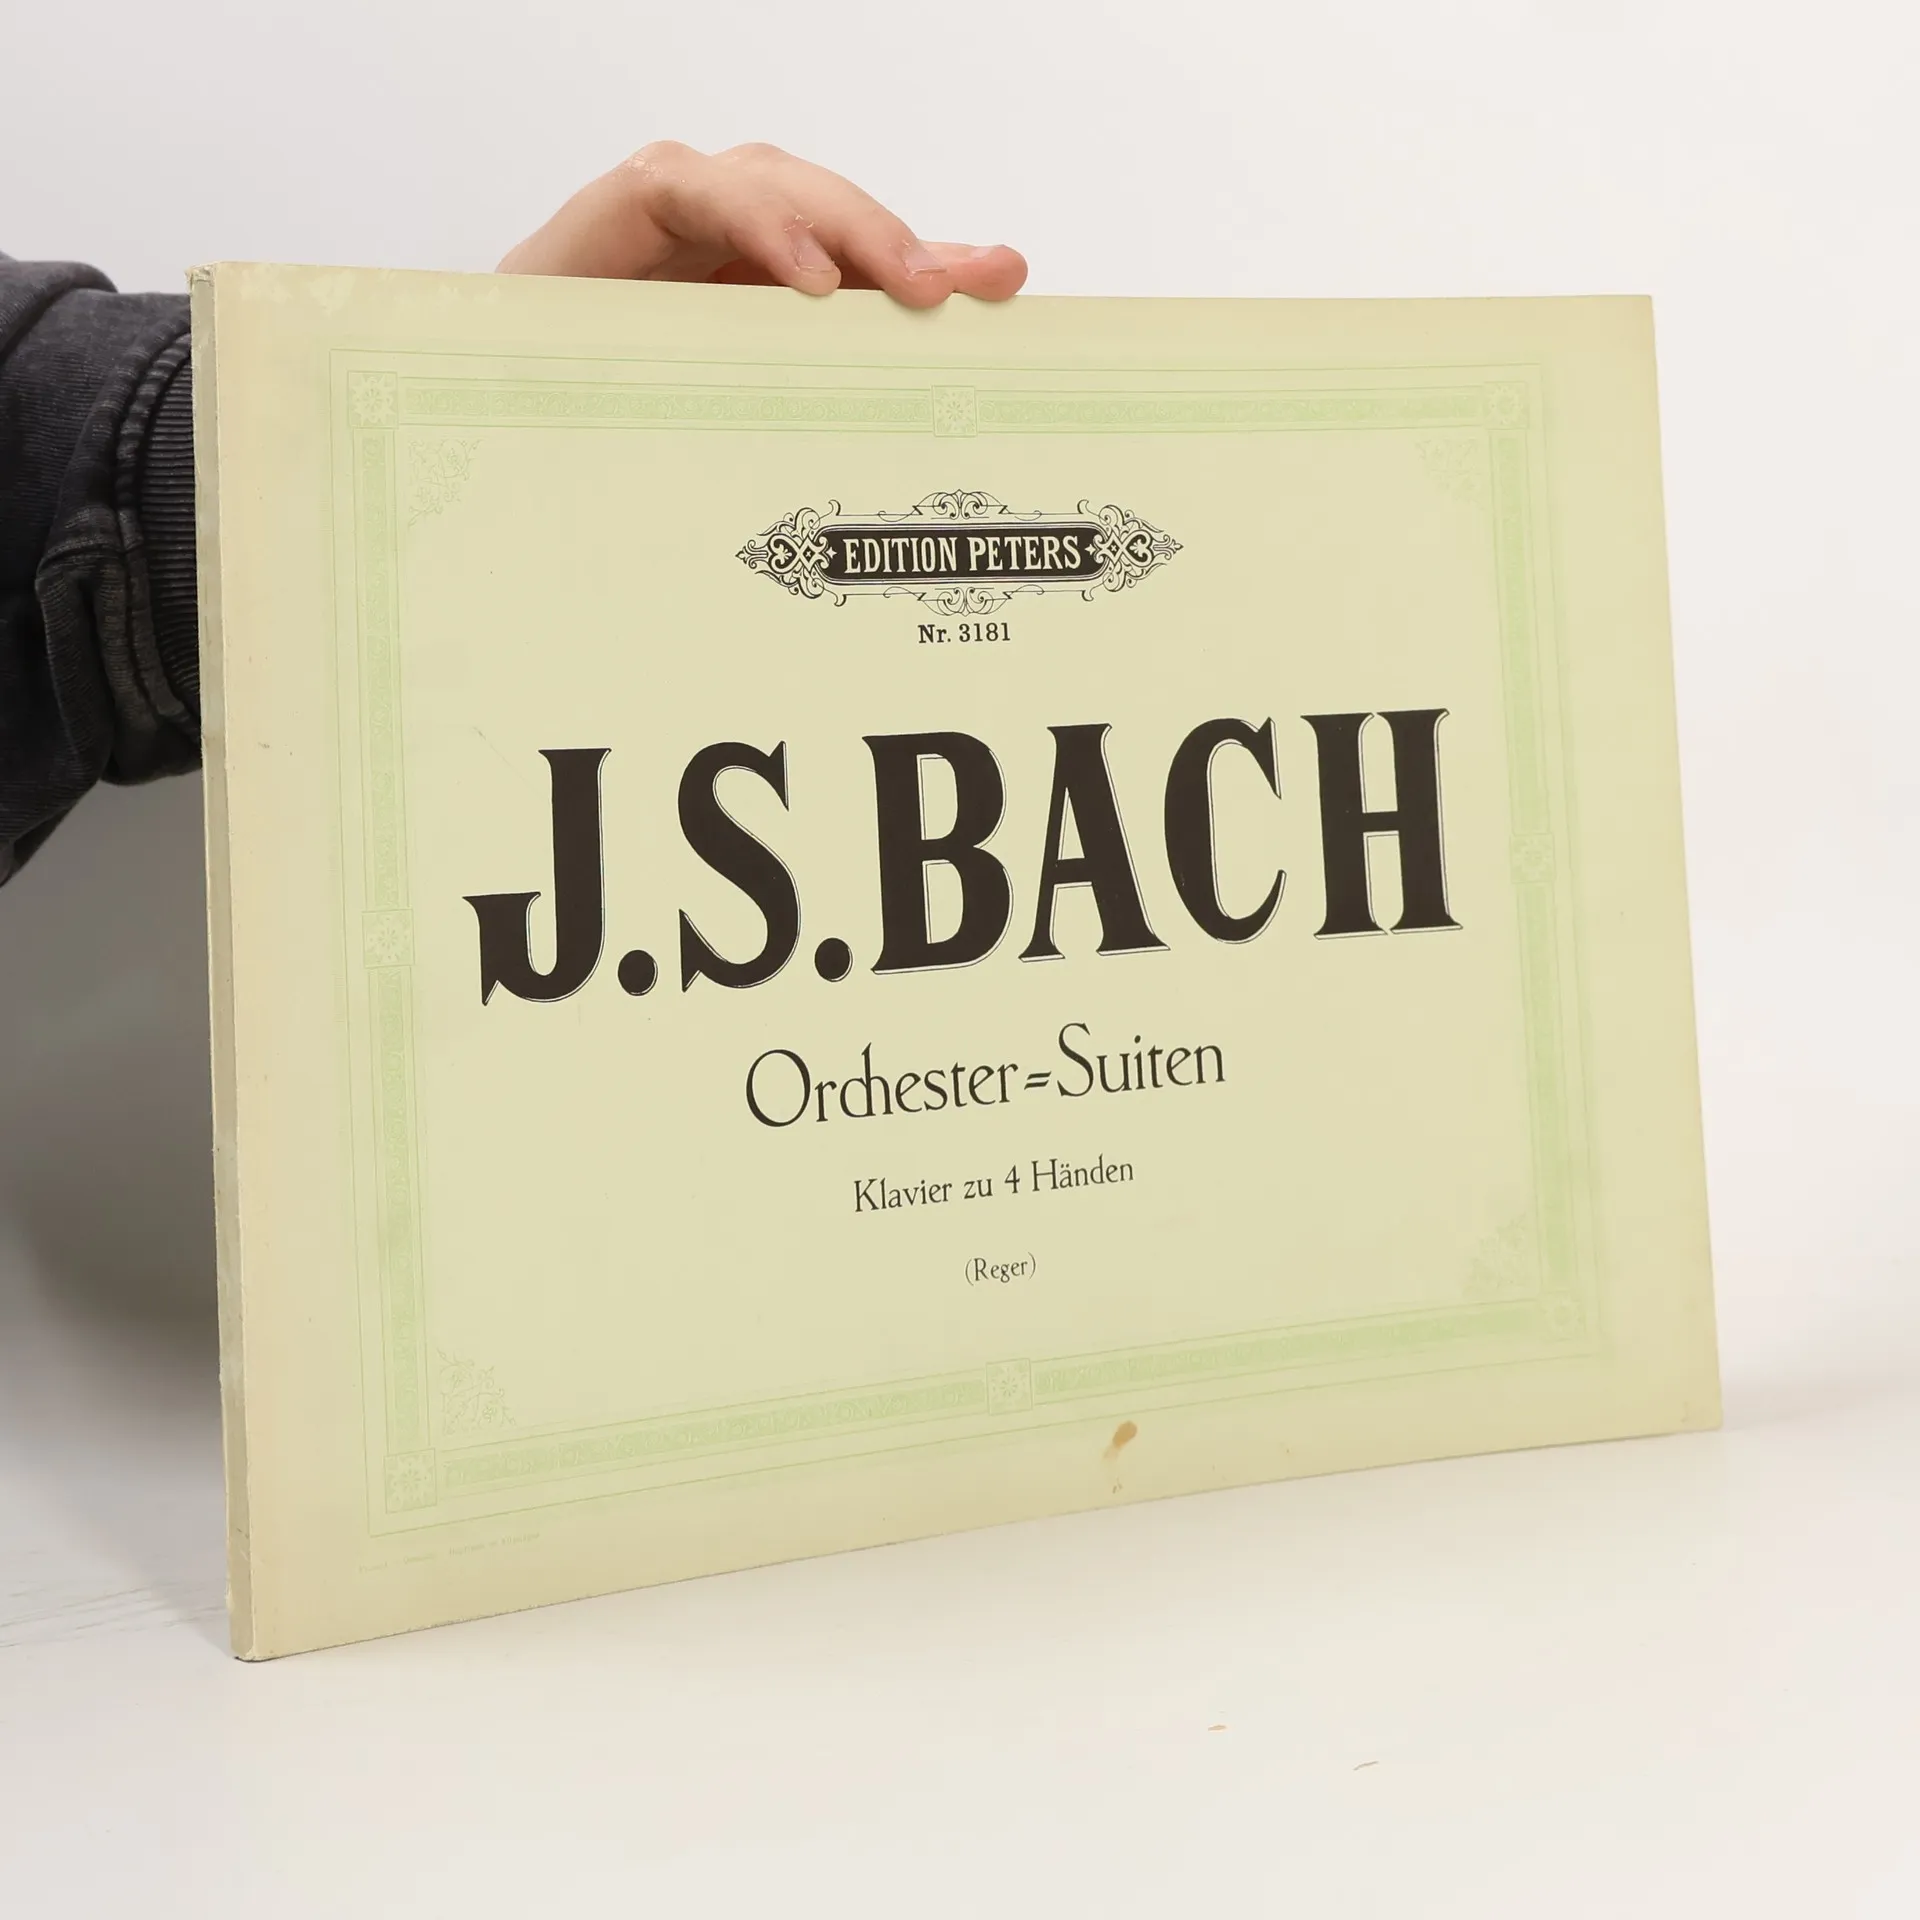 EDITION PETERS
Nr. 3181
J.S.BACH
Orchester=Suiten
Klavier zu 4 Händen
(Reger)